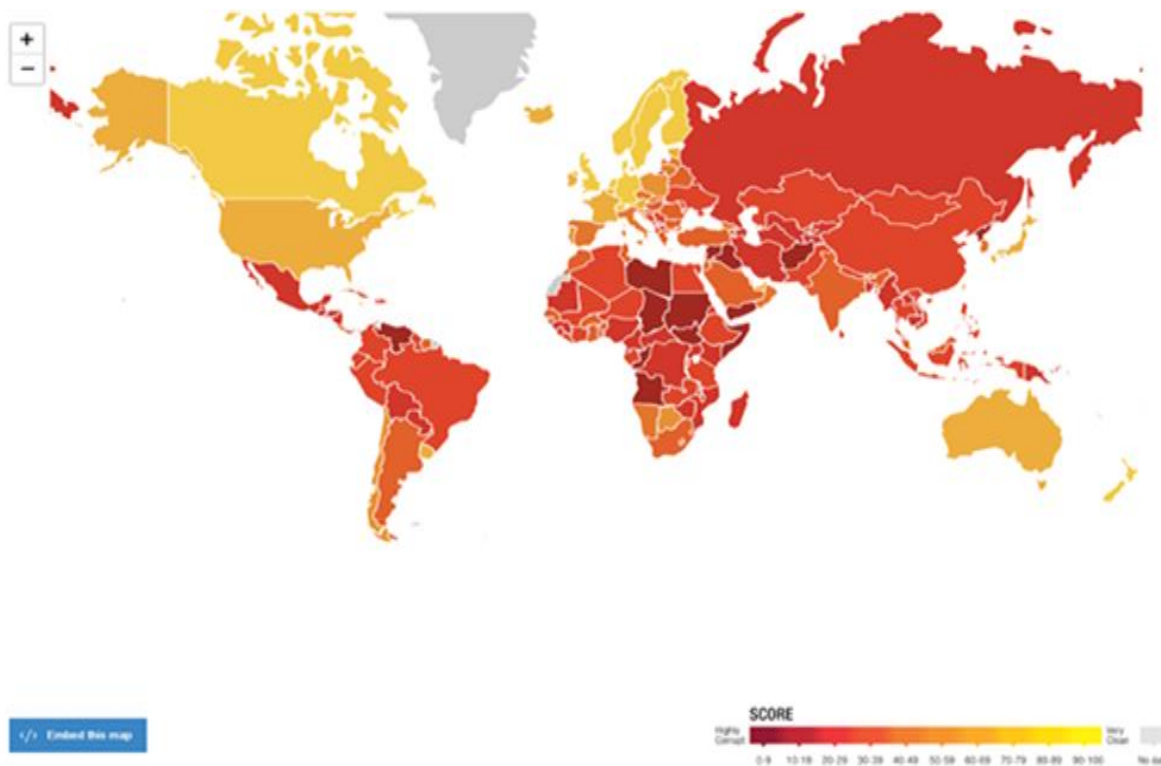 +
−
</> Embed this map
SCORE
Highly Corrupt
Very Clean
0-9 10-19 20-29 30-39 40-49 50-59 60-69 70-79 80-89 90-100